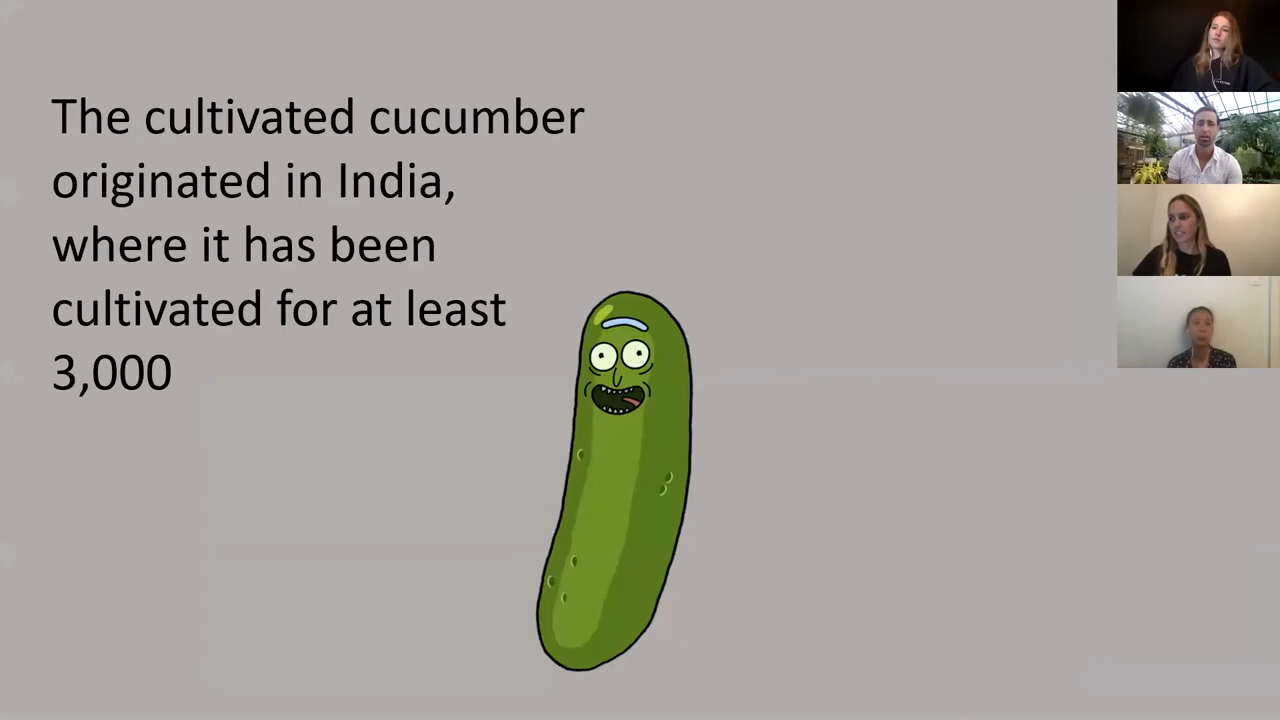 The cultivated cucumber
originated in India,
where it has been
cultivated for at least
3,000